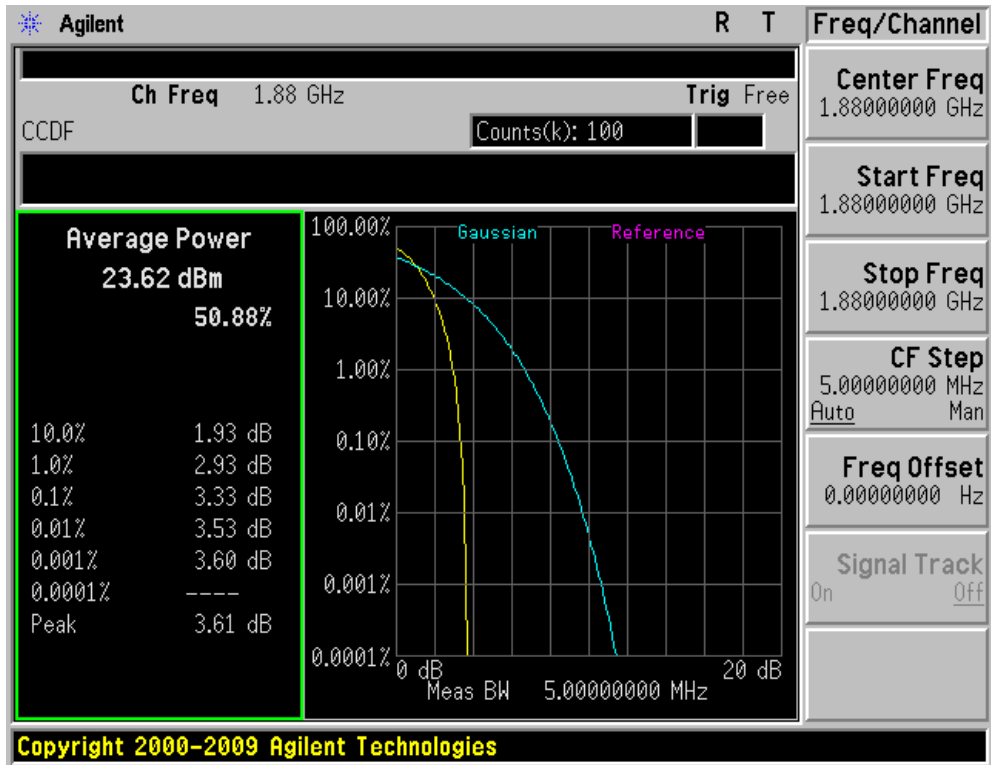 Agilent R T
Ch Freq 1.88 GHz Trig Free
CCDF Counts(k): 100
Average Power
23.62 dBm
50.88%
10.0% 1.93 dB
1.0% 2.93 dB
0.1% 3.33 dB
0.01% 3.53 dB
0.001% 3.60 dB
0.0001% ----
Peak 3.61 dB
Gaussian Reference
100.00%
10.00%
1.00%
0.10%
0.01%
0.001%
0.0001%
0 dB 20 dB
Meas BW 5.00000000 MHz
Freq/Channel
Center Freq
1.88000000 GHz
Start Freq
1.88000000 GHz
Stop Freq
1.88000000 GHz
CF Step
5.00000000 MHz
Auto Man
Freq Offset
0.00000000 Hz
Signal Track
On Off
Copyright 2000-2009 Agilent Technologies